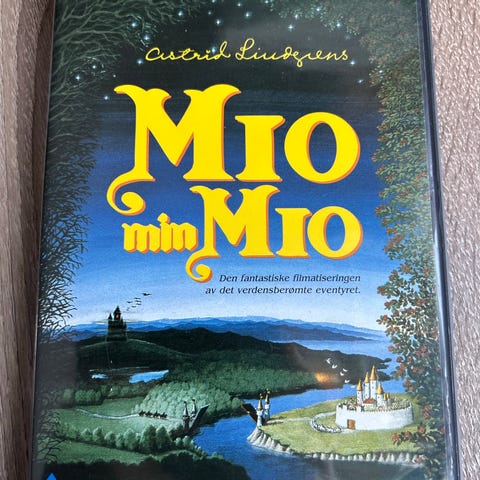 Astrid Lindgrens
MIO
min MIO
Den fantastiske filmatiseringen
av det verdensberømte eventyret.